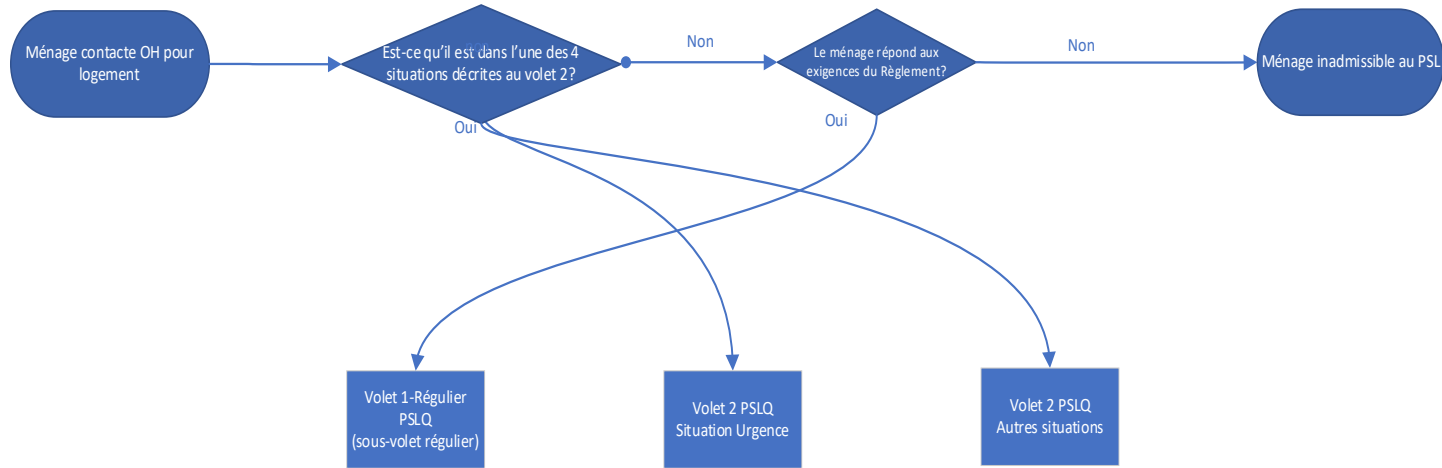 Ménage contacte OH pour
logement
Est-ce qu'il est dans l'une des 4
situations décrites au volet 2?
Non
Le ménage répond aux
exigences du Règlement?
Non
Ménage inadmissible au PSL
Oui
Oui
Volet 1-Régulier
PSLQ
(sous-volet régulier)
Volet 2 PSLQ
Situation Urgence
Volet 2 PSLQ
Autres situations